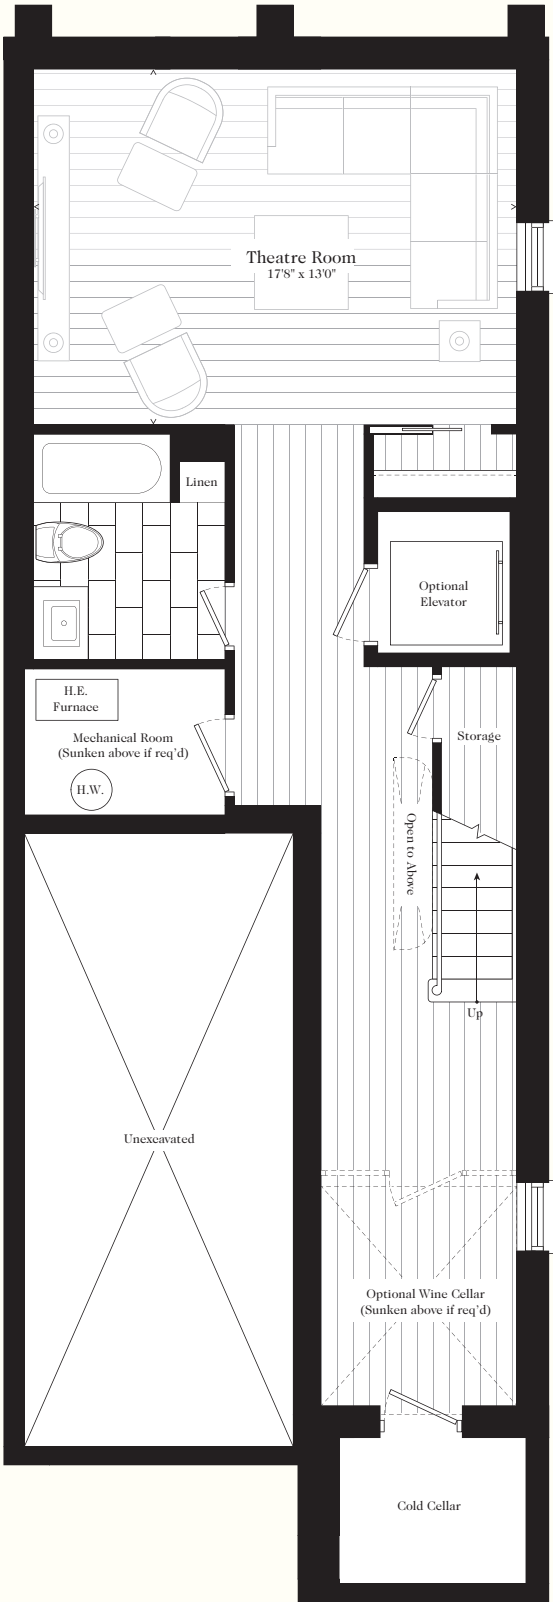 Theatre Room
17'8" x 13'0"
Linen
Optional
Elevator
H.E.
Furnace
Mechanical Room
(Sunken above if req'd)
H.W.
Storage
Open to Above
Up
Unexcavated
Optional Wine Cellar
(Sunken above if req'd)
Cold Cellar